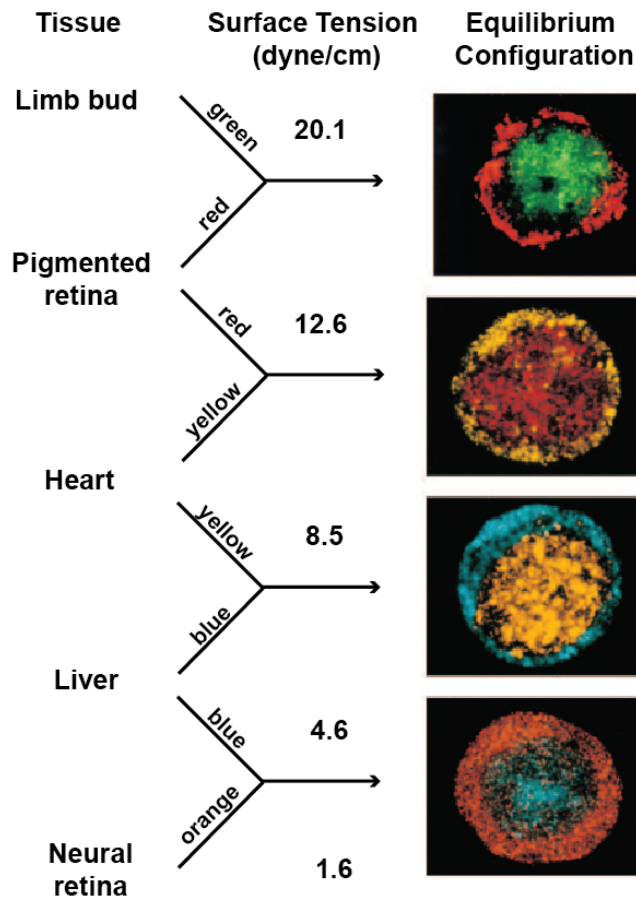 Tissue Surface Tension Equilibrium
(dyne/cm) Configuration
Limb bud
green
20.1
red
Pigmented
retina
red
12.6
yellow
Heart
yellow
8.5
blue
Liver
blue
4.6
orange
Neural
retina
1.6